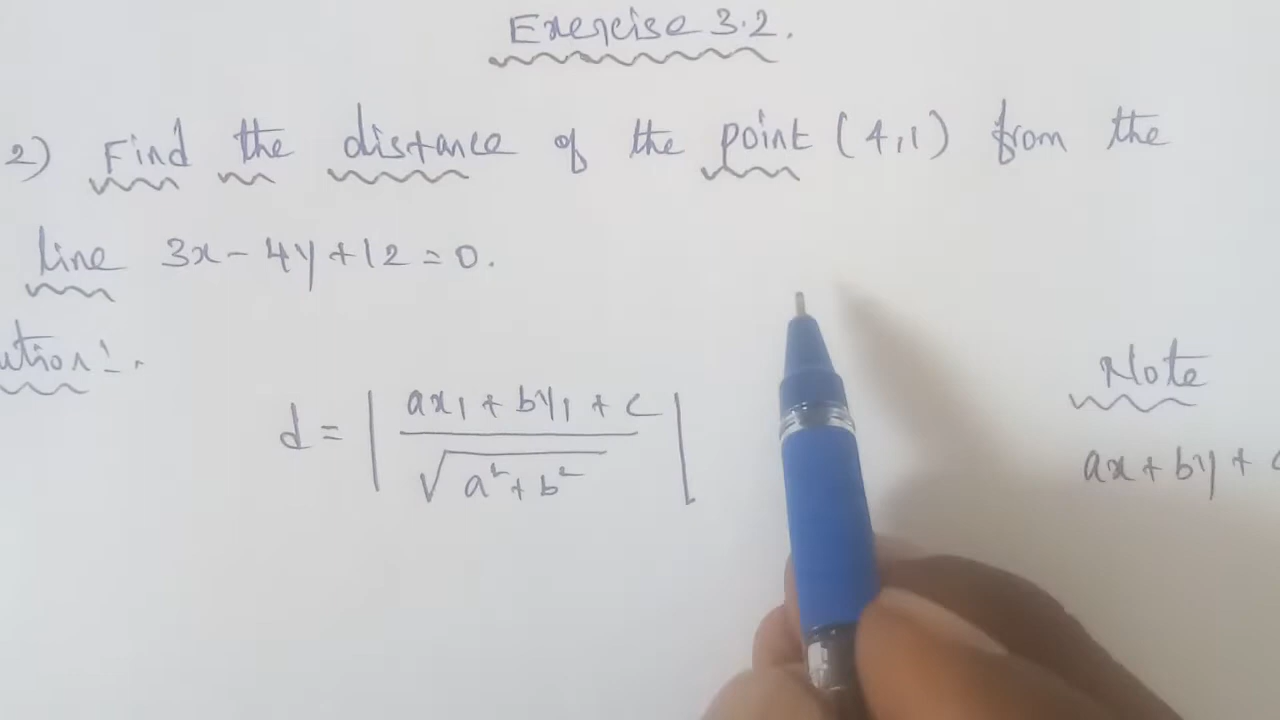 Exercise 3.2.
2) Find the distance of the point (4,1) from the
line 3x-4y+12=0.
ution:-
d = | ax₁ + by₁ + c / √a²+b² |
Note
ax+by+c